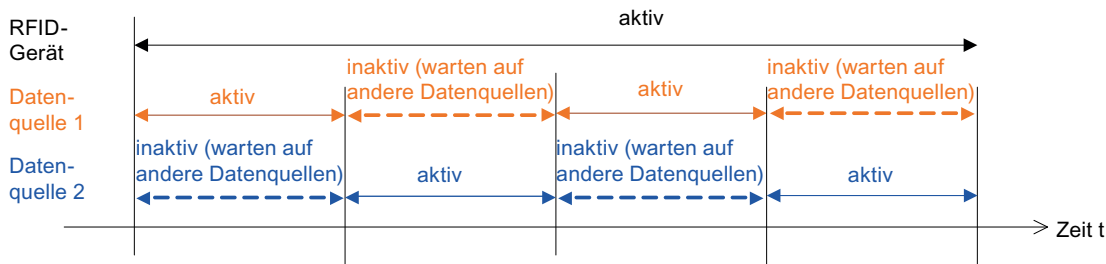 aktiv
RFID-
Gerät
inaktiv (warten auf
andere Datenquellen)
inaktiv (warten auf
andere Datenquellen)
Daten-
quelle 1
aktiv
aktiv
inaktiv (warten auf
andere Datenquellen)
inaktiv (warten auf
andere Datenquellen)
Daten-
quelle 2
aktiv
aktiv
Zeit t